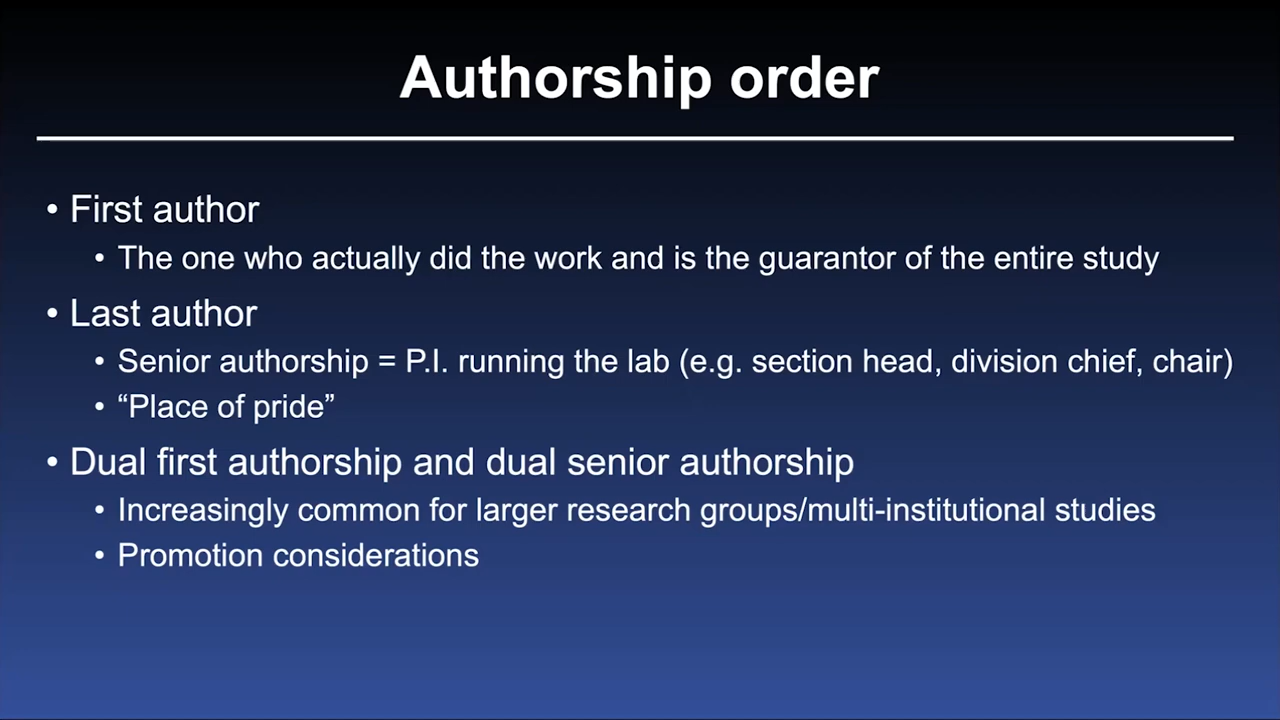 Authorship order
• First author
• The one who actually did the work and is the guarantor of the entire study
• Last author
• Senior authorship = P.I. running the lab (e.g. section head, division chief, chair)
• “Place of pride”
• Dual first authorship and dual senior authorship
• Increasingly common for larger research groups/multi-institutional studies
• Promotion considerations